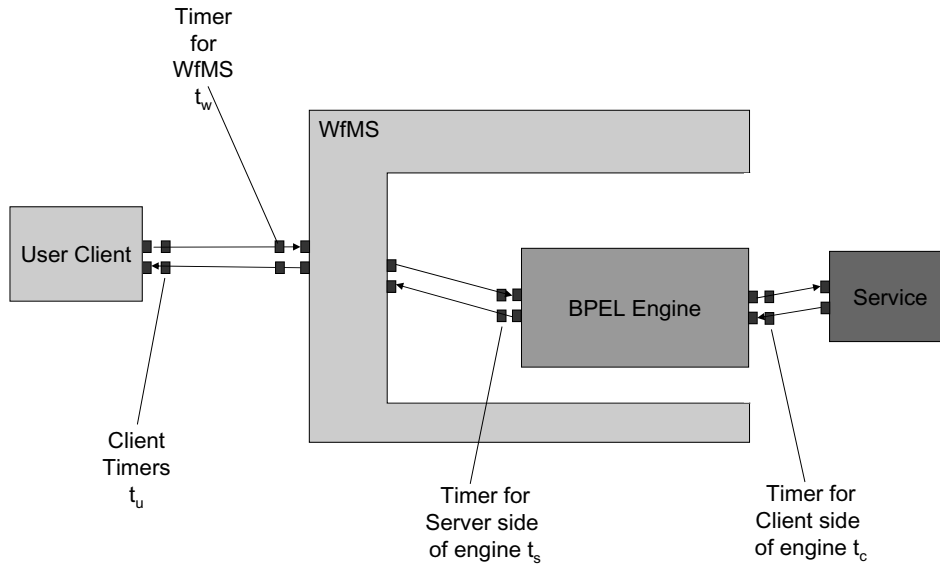 Timer
for
WfMS
t_w
WfMS
User Client
BPEL Engine
Service
Client
Timers
t_u
Timer for
Server side
of engine t_s
Timer for
Client side
of engine t_c